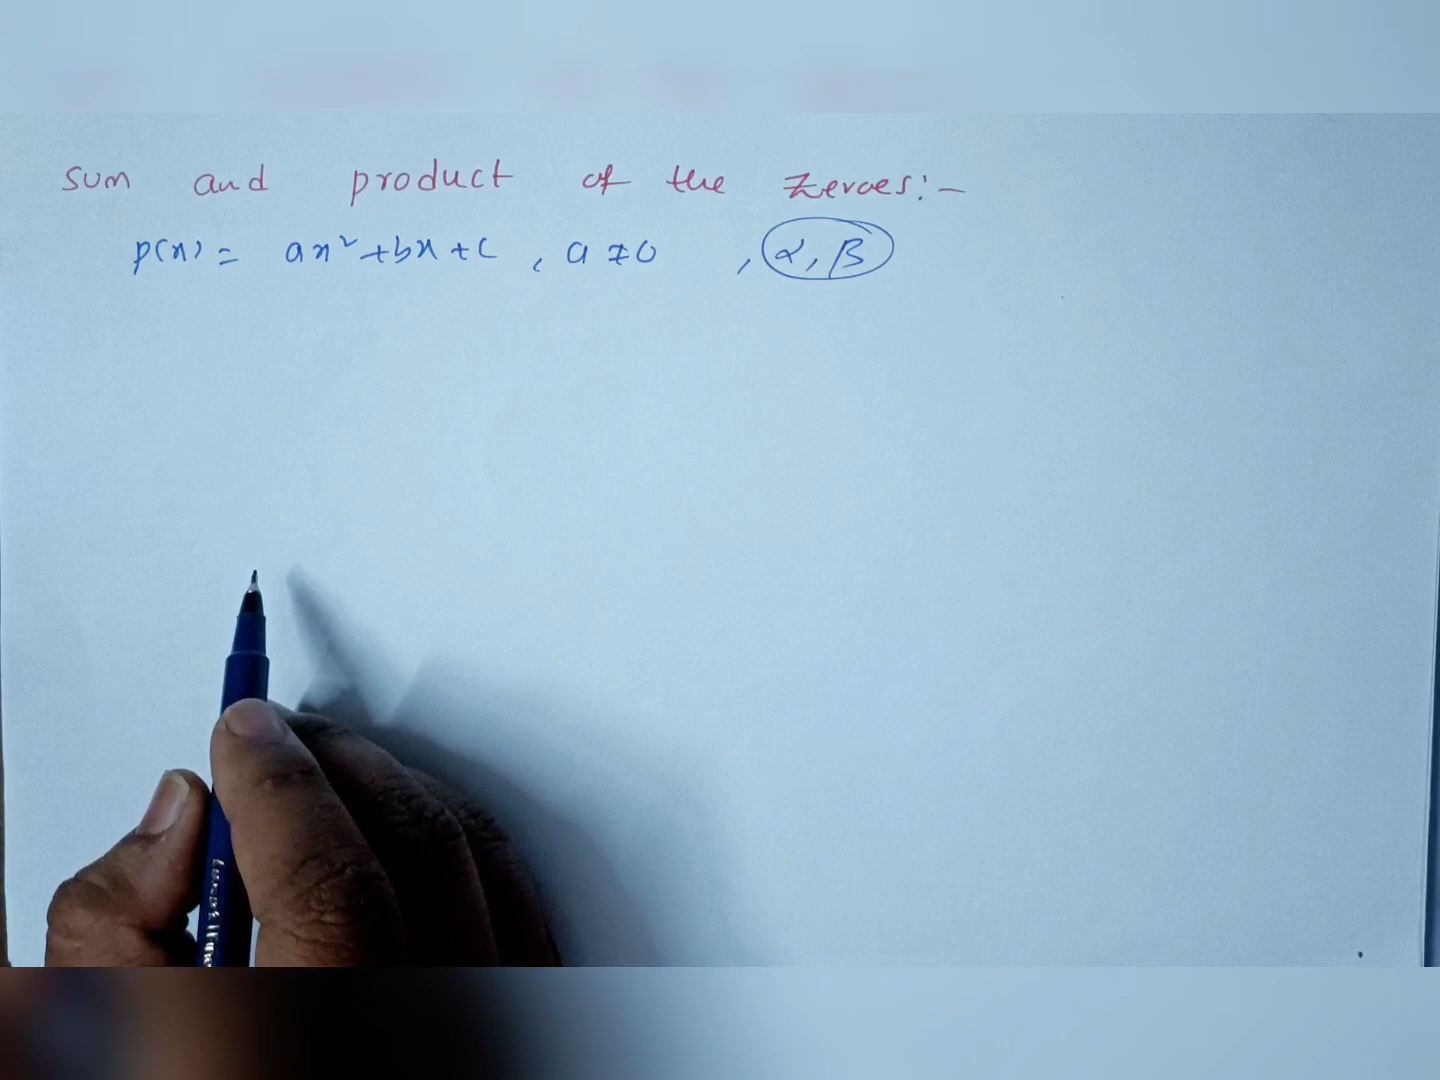 sum and product of the zeroes:-
p(x) = ax²+bx+c , a ≠ 0 , α, β